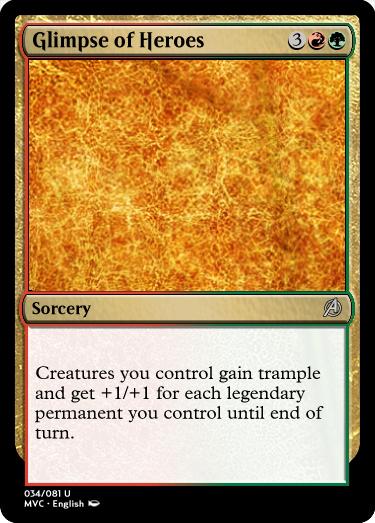 Glimpse of Heroes 3
Sorcery
Creatures you control gain trample
and get +1/+1 for each legendary
permanent you control until end of
turn.
034/081 U
MVC • English